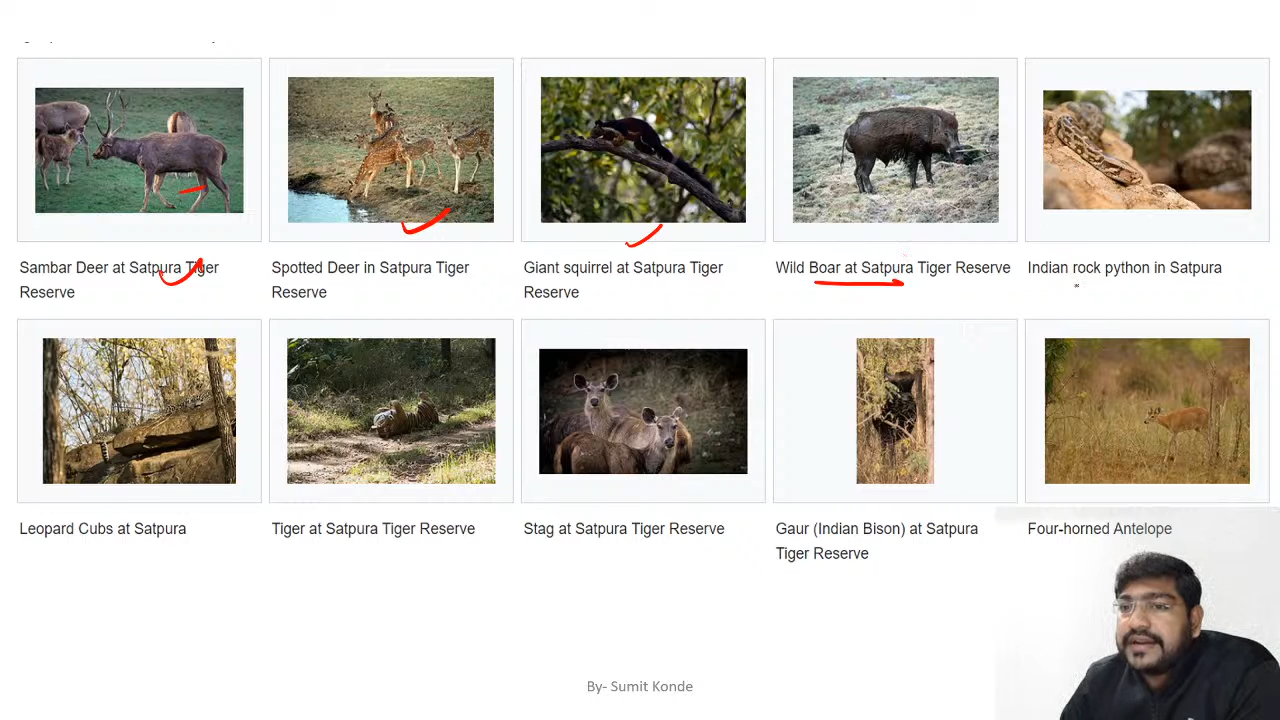 Sambar Deer at Satpura Tiger
Reserve
Spotted Deer in Satpura Tiger
Reserve
Giant squirrel at Satpura Tiger
Reserve
Wild Boar at Satpura Tiger Reserve
Indian rock python in Satpura
Leopard Cubs at Satpura
Tiger at Satpura Tiger Reserve
Stag at Satpura Tiger Reserve
Gaur (Indian Bison) at Satpura
Tiger Reserve
Four-horned Antelope
By- Sumit Konde